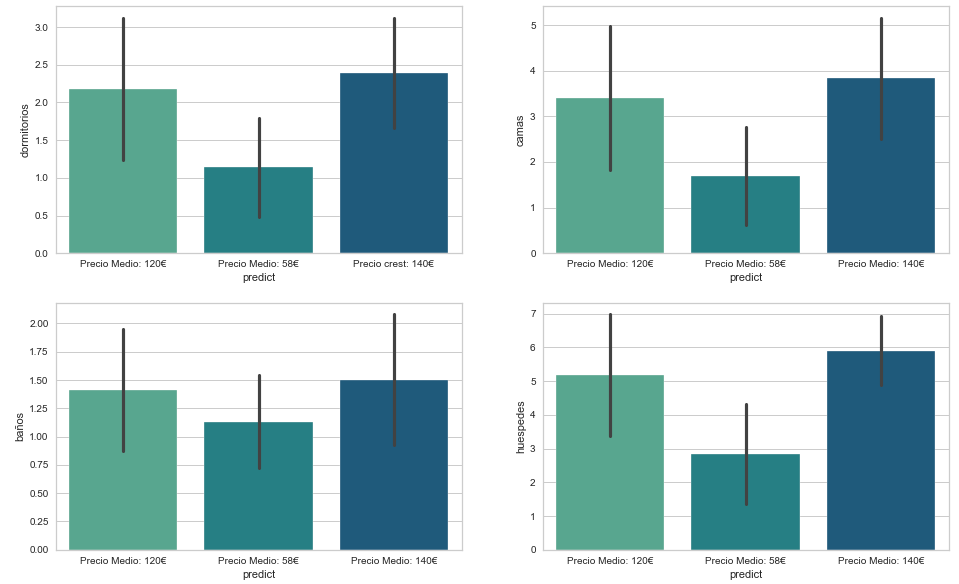 3.0
2.5
2.0
1.5
1.0
0.5
0.0
dormitorios
Precio Medio: 120€ Precio Medio: 58€ Precio crest: 140€
predict
5
4
3
2
1
0
camas
Precio Medio: 120€ Precio Medio: 58€ Precio Medio: 140€
predict
2.00
1.75
1.50
1.25
1.00
0.75
0.50
0.25
0.00
baños
Precio Medio: 120€ Precio Medio: 58€ Precio Medio: 140€
predict
7
6
5
4
3
2
1
0
huespedes
Precio Medio: 120€ Precio Medio: 58€ Precio Medio: 140€
predict